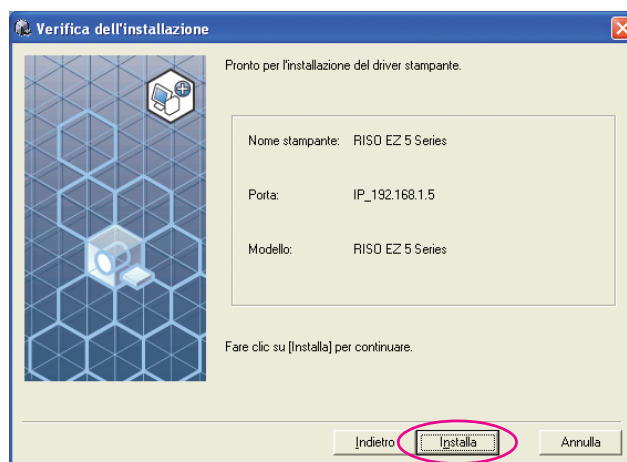 Verifica dell'installazione
Pronto per l'installazione del driver stampante.
Nome stampante: RISO EZ 5 Series
Porta: IP_192.168.1.5
Modello: RISO EZ 5 Series
Fare clic su [Installa] per continuare.
Indietro Installa Annulla